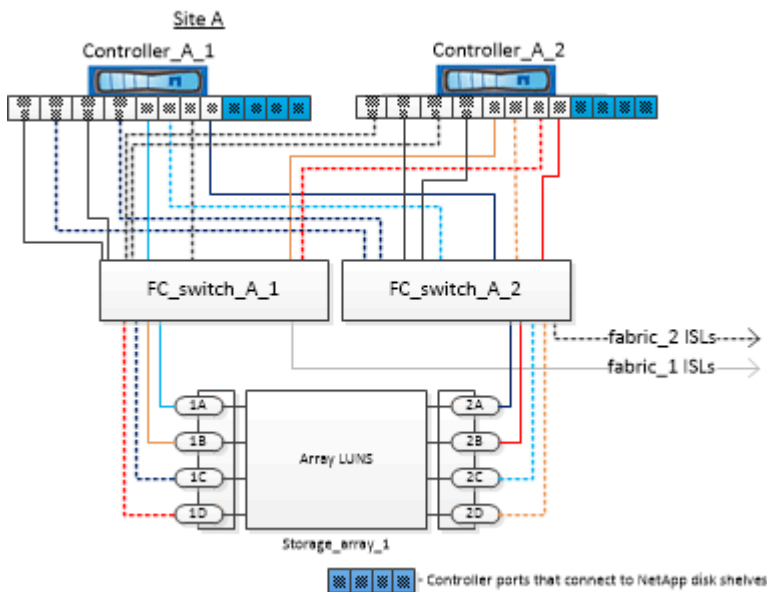 Site A
Controller_A_1
Controller_A_2
FC_switch_A_1
FC_switch_A_2
fabric_2 ISLs
fabric_1 ISLs
1A
2A
1B
2B
Array LUNS
1C
2C
1D
2D
Storage_array_1
- Controller ports that connect to NetApp disk shelves